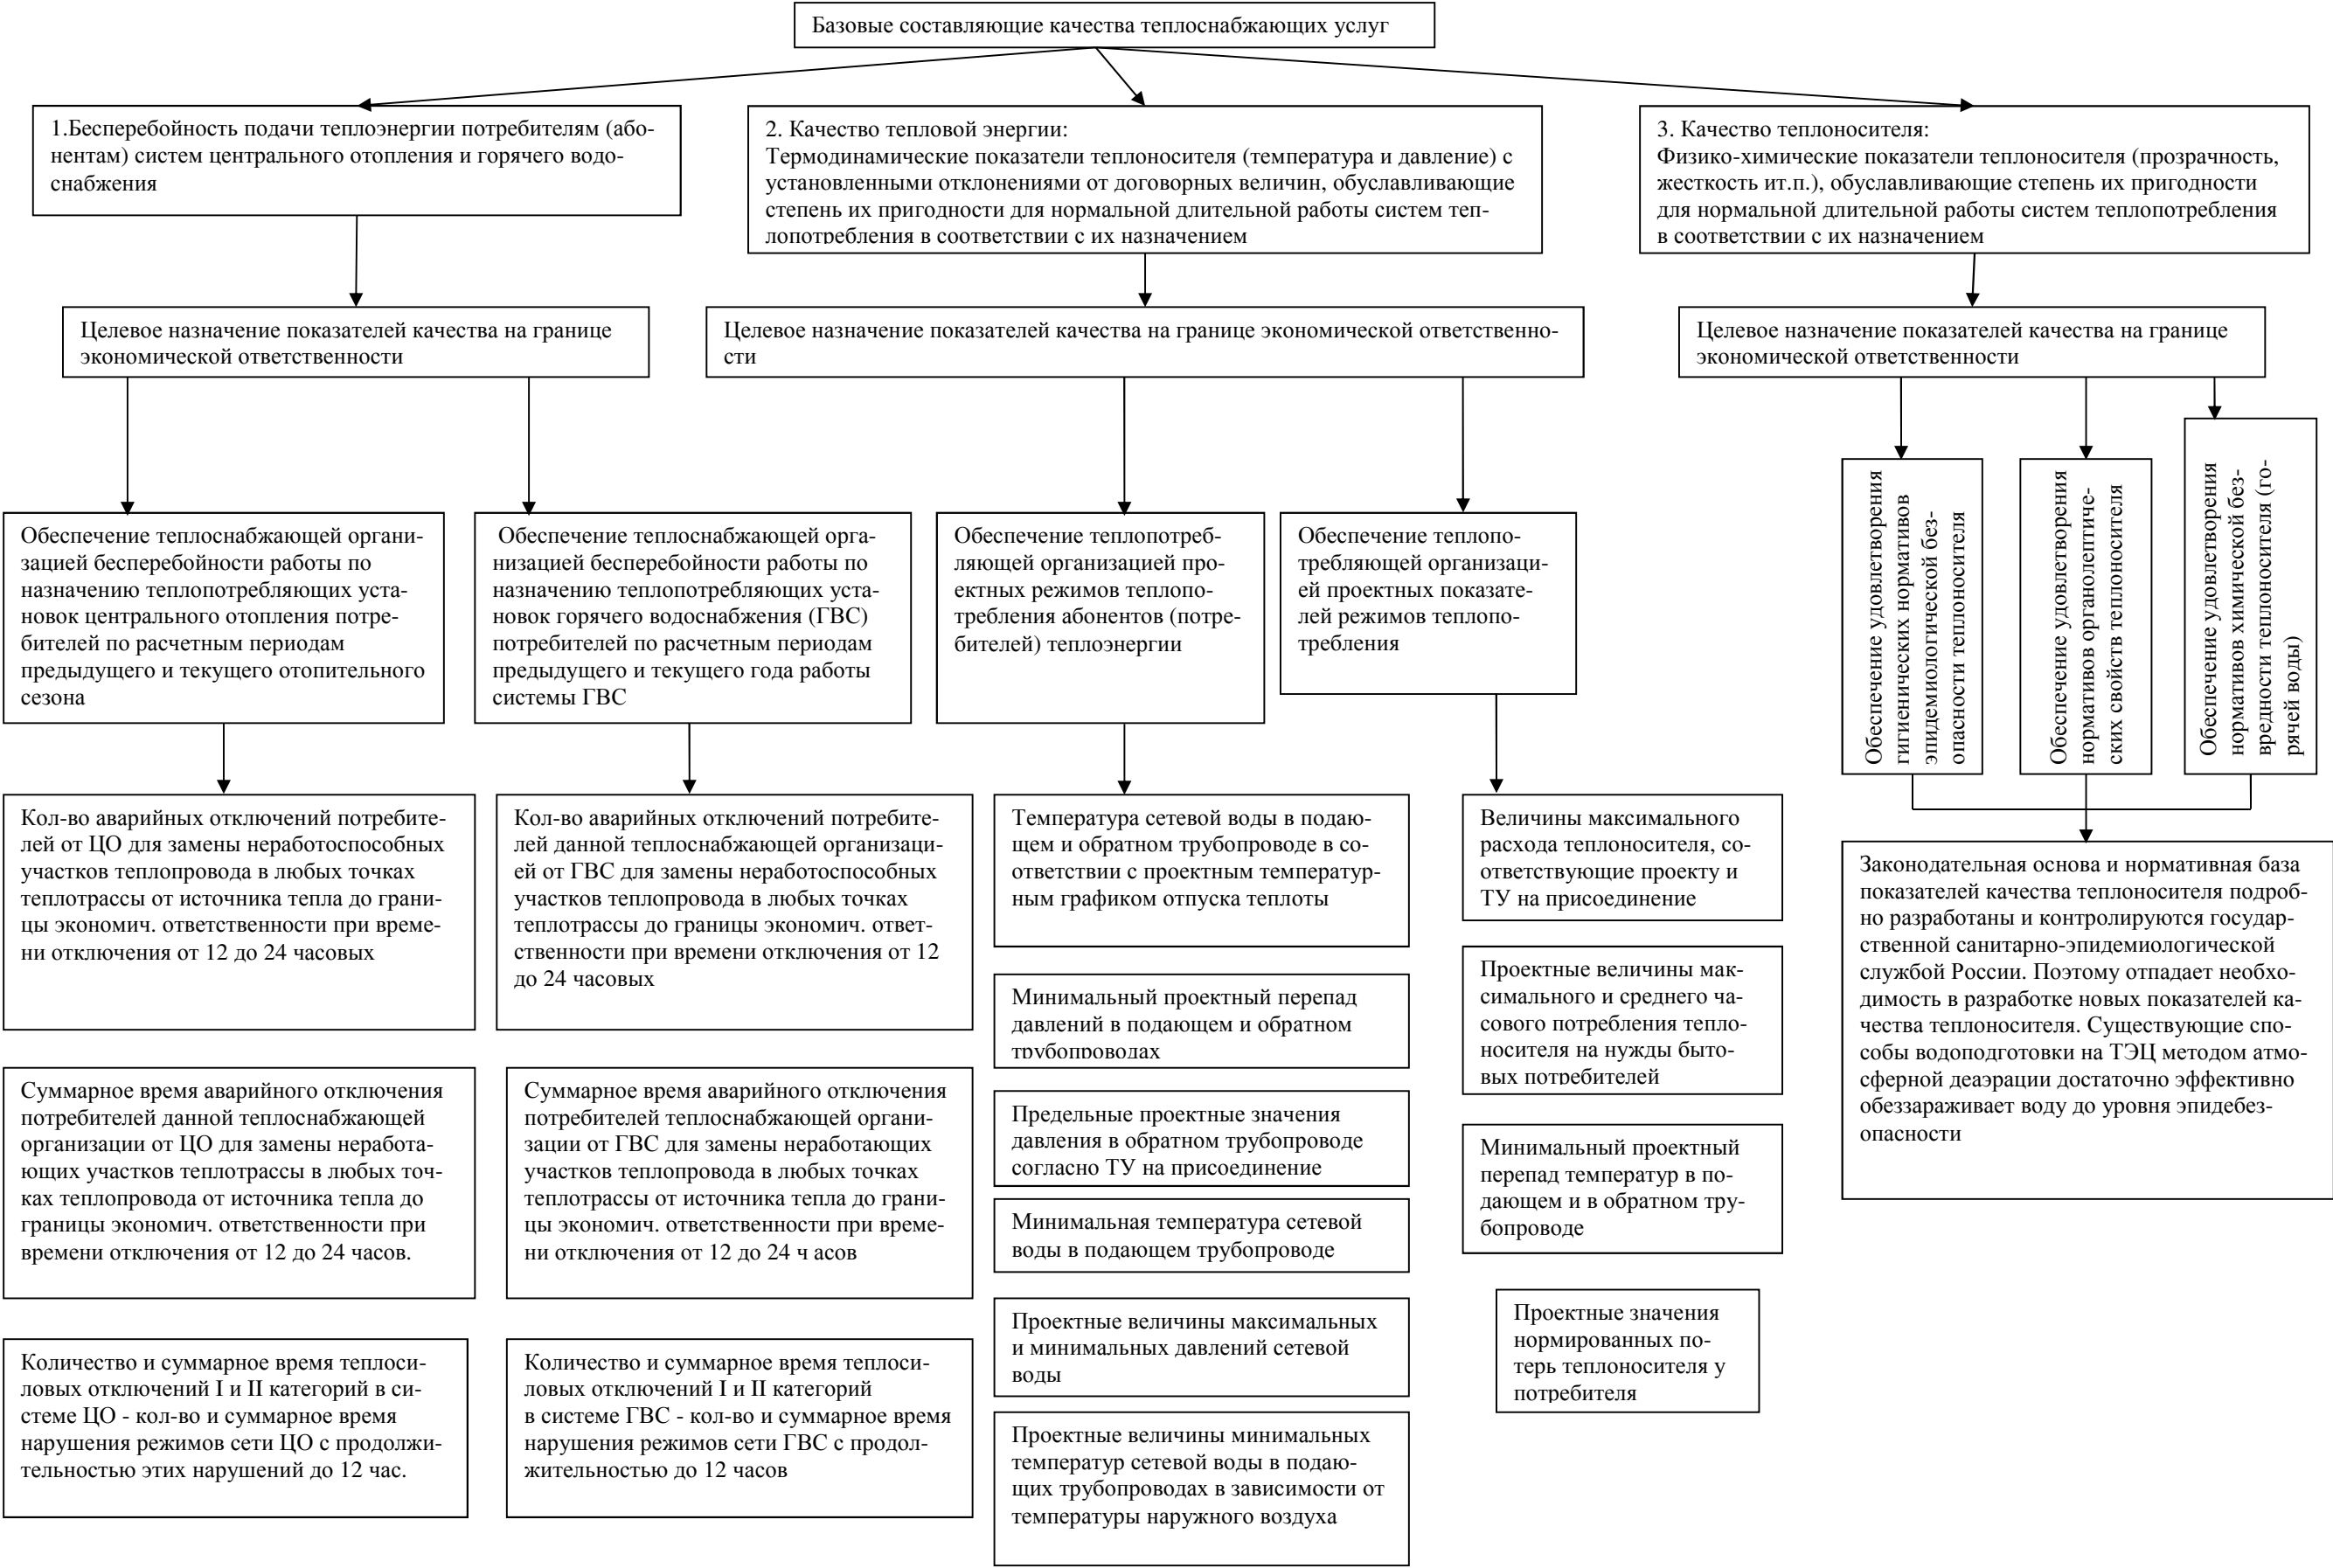 Базовые составляющие качества теплоснабжающих услуг
1.Бесперебойность подачи теплоэнергии потребителям (або-
нентам) систем центрального отопления и горячего водо-
снабжения
2. Качество тепловой энергии:
Термодинамические показатели теплоносителя (температура и давление) с
установленными отклонениями от договорных величин, обуславливающие
степень их пригодности для нормальной длительной работы систем теп-
лопотребления в соответствии с их назначением
3. Качество теплоносителя:
Физико-химические показатели теплоносителя (прозрачность,
жесткость ит.п.), обуславливающие степень их пригодности
для нормальной длительной работы систем теплопотребления
в соответствии с их назначением
Целевое назначение показателей качества на границе
экономической ответственности
Целевое назначение показателей качества на границе экономической ответственно-
сти
Целевое назначение показателей качества на границе
экономической ответственности
Обеспечение теплоснабжающей органи-
зацией бесперебойности работы по
назначению теплопотребляющих уста-
новок центрального отопления потре-
бителей по расчетным периодам
предыдущего и текущего отопительного
сезона
Обеспечение теплоснабжающей орга-
низацией бесперебойности работы по
назначению теплопотребляющих уста-
новок горячего водоснабжения (ГВС)
потребителей по расчетным периодам
предыдущего и текущего года работы
системы ГВС
Обеспечение теплопотреб-
ляющей организацией про-
ектных режимов теплопо-
требления абонентов (потре-
бителей) теплоэнергии
Обеспечение теплопо-
требляющей организаци-
ей проектных показате-
лей режимов теплопо-
требления
Обеспечение удовлетворения
гигиенических нормативов
эпидемиологической без-
опасности теплоносителя
Обеспечение удовлетворения
нормативов органолептиче-
ских свойств теплоносителя
Обеспечение удовлетворения
нормативов химической без-
вредности теплоносителя (го-
рячей воды)
Кол-во аварийных отключений потребите-
лей от ЦО для замены неработоспособных
участков теплопровода в любых точках
теплотрассы от источника тепла до грани-
цы экономич. ответственности при време-
ни отключения от 12 до 24 часовых
Кол-во аварийных отключений потребите-
лей данной теплоснабжающей организаци-
ей от ГВС для замены неработоспособных
участков теплопровода в любых точках
теплотрассы до границы экономич. ответ-
ственности при времени отключения от 12
до 24 часовых
Температура сетевой воды в подаю-
щем и обратном трубопроводе в со-
ответствии с проектным температур-
ным графиком отпуска теплоты
Величины максимального
расхода теплоносителя, со-
ответствующие проекту и
ТУ на присоединение
Законодательная основа и нормативная база
показателей качества теплоносителя подроб-
но разработаны и контролируются государ-
ственной санитарно-эпидемиологической
службой России. Поэтому отпадает необхо-
димость в разработке новых показателей ка-
чества теплоносителя. Существующие спо-
собы водоподготовки на ТЭЦ методом атмо-
сферной деаэрации достаточно эффективно
обеззараживает воду до уровня эпидебез-
опасности
Минимальный проектный перепад
давлений в подающем и обратном
трубопроводах
Проектные величины мак-
симального и среднего ча-
сового потребления тепло-
носителя на нужды быто-
вых потребителей
Суммарное время аварийного отключения
потребителей данной теплоснабжающей
организации от ЦО для замены неработа-
ющих участков теплотрассы в любых точ-
ках теплопровода от источника тепла до
границы экономич. ответственности при
времени отключения от 12 до 24 часов.
Суммарное время аварийного отключения
потребителей теплоснабжающей органи-
зации от ГВС для замены неработающих
участков теплопровода в любых точках
теплотрассы от источника тепла до грани-
цы экономич. ответственности при време-
ни отключения от 12 до 24 ч асов
Предельные проектные значения
давления в обратном трубопроводе
согласно ТУ на присоединение
Минимальный проектный
перепад температур в по-
дающем и в обратном тру-
бопроводе
Минимальная температура сетевой
воды в подающем трубопроводе
Проектные величины максимальных
и минимальных давлений сетевой
воды
Проектные значения
нормированных по-
терь теплоносителя у
потребителя
Количество и суммарное время теплоси-
ловых отключений I и II категорий в си-
стеме ЦО - кол-во и суммарное время
нарушения режимов сети ЦО с продолжи-
тельностью этих нарушений до 12 час.
Количество и суммарное время теплоси-
ловых отключений I и II категорий
в системе ГВС - кол-во и суммарное время
нарушения режимов сети ГВС с продол-
жительностью до 12 часов
Проектные величины минимальных
температур сетевой воды в подаю-
щих трубопроводах в зависимости от
температуры наружного воздуха